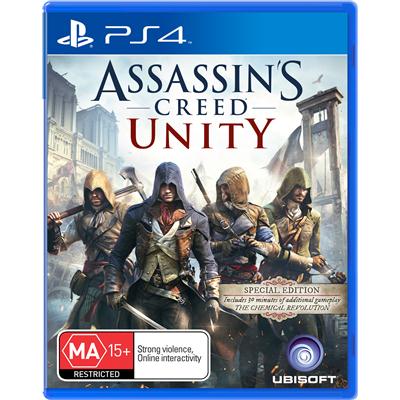 PS4
ASSASSIN'S
CREED
UNITY
SPECIAL EDITION
Includes 30 minutes of additional gameplay
THE CHEMICAL REVOLUTION
MA 15+
RESTRICTED
Strong violence,
Online interactivity
UBISOFT